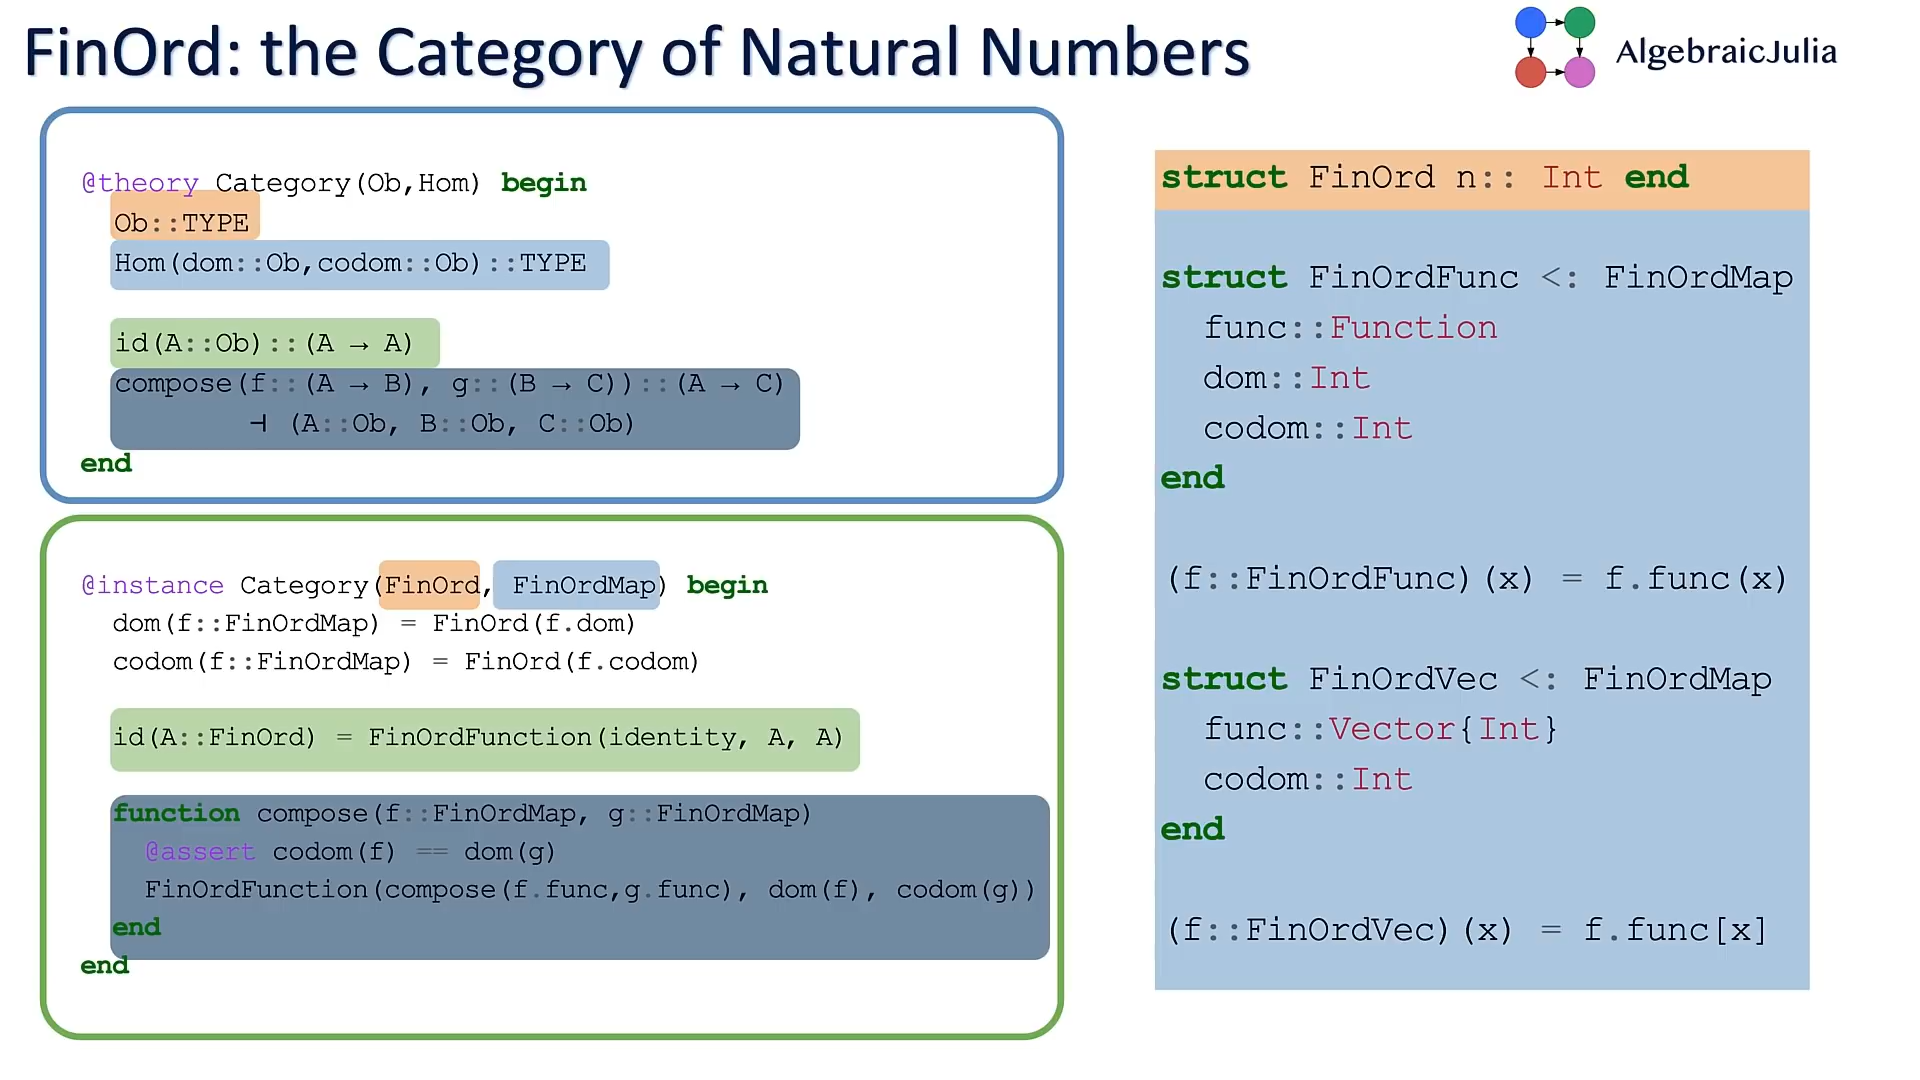 FinOrd: the Category of Natural Numbers
AlgebraicJulia
@theory Category(Ob,Hom) begin
Ob::TYPE
Hom(dom::Ob,codom::Ob)::TYPE
id(A::Ob)::(A → A)
compose(f::(A → B), g::(B → C))::(A → C)
⊣ (A::Ob, B::Ob, C::Ob)
end
@instance Category(FinOrd, FinOrdMap) begin
dom(f::FinOrdMap) = FinOrd(f.dom)
codom(f::FinOrdMap) = FinOrd(f.codom)
id(A::FinOrd) = FinOrdFunction(identity, A, A)
function compose(f::FinOrdMap, g::FinOrdMap)
@assert codom(f) == dom(g)
FinOrdFunction(compose(f.func,g.func), dom(f), codom(g))
end
end
struct FinOrd n:: Int end
struct FinOrdFunc <: FinOrdMap
func::Function
dom::Int
codom::Int
end
(f::FinOrdFunc)(x) = f.func(x)
struct FinOrdVec <: FinOrdMap
func::Vector{Int}
codom::Int
end
(f::FinOrdVec)(x) = f.func[x]